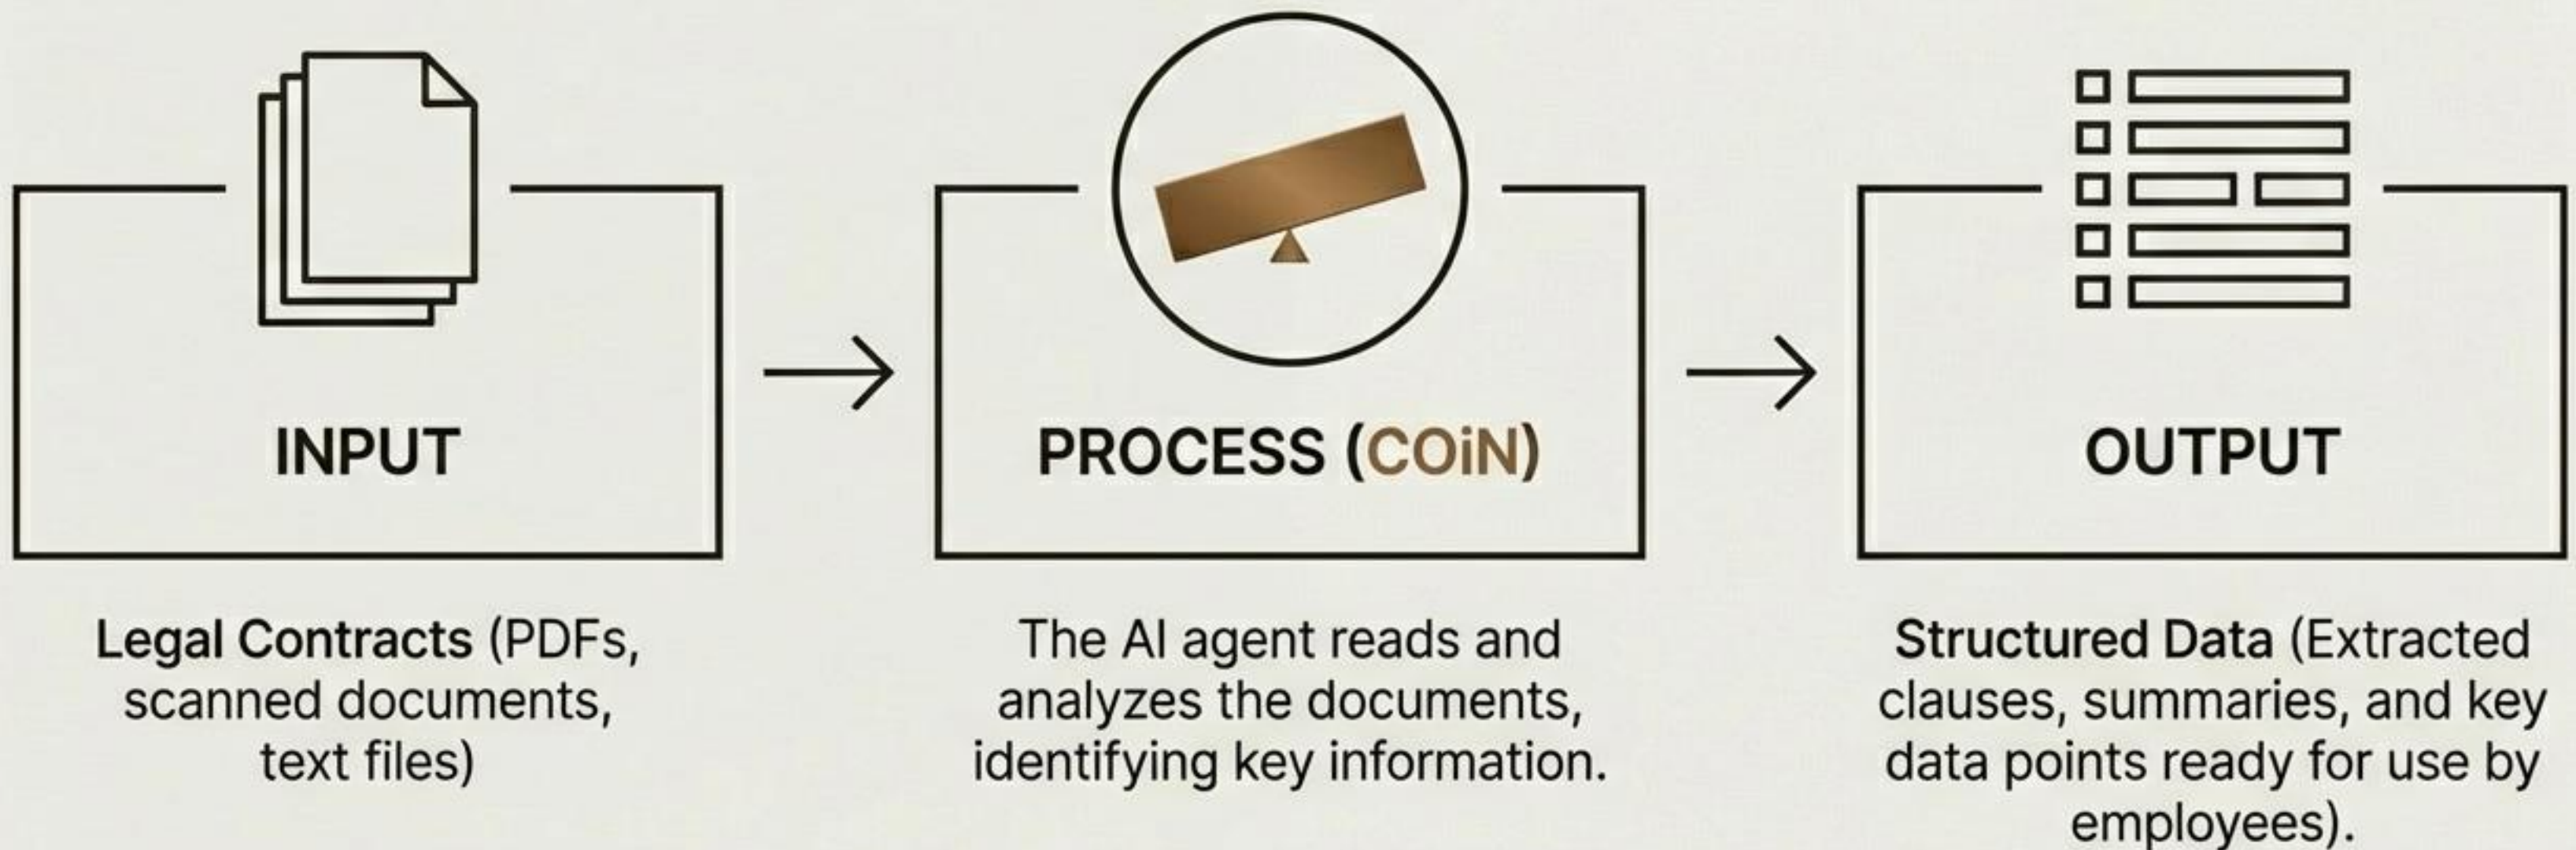 INPUT
Legal Contracts (PDFs,
scanned documents,
text files)
PROCESS (COiN)
The AI agent reads and
analyzes the documents,
identifying key information.
OUTPUT
Structured Data (Extracted
clauses, summaries, and key
data points ready for use by
employees).